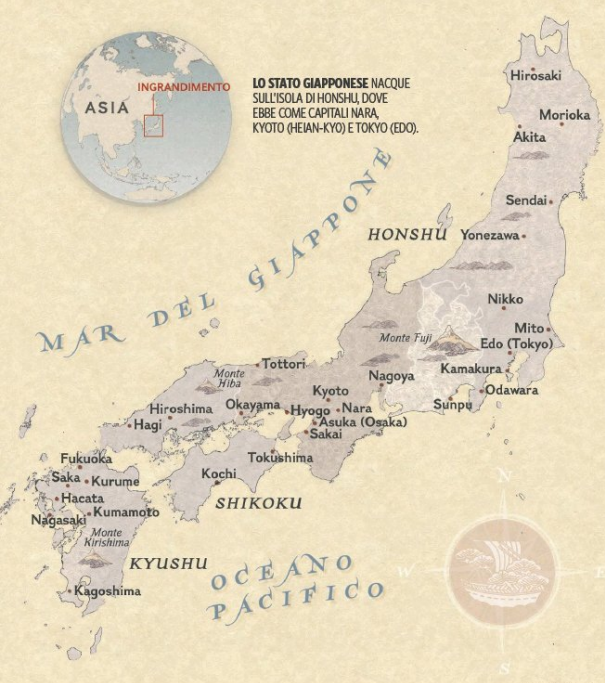 INGRANDIMENTO
ASIA
LO STATO GIAPPONESE NACQUE
SULL'ISOLA DI HONSHU, DOVE
EBBE COME CAPITALI NARA,
KYOTO (HEIAN-KYO) E TOKYO (EDO).
Hirosaki
Morioka
Akita
Sendai
HONSHU
Yonezawa
MAR DEL GIAPPONE
Nikko
Mito
Monte Fuji
Edo (Tokyo)
Tottori
Kamakura
Monte
Hiba
Nagoya
Odawara
Kyoto
Sunpu
Okayama
Hyogo
Nara
Hiroshima
Asuka (Osaka)
Hagi
Sakai
Fukuoka
Tokushima
Saka
Kurume
Kochi
Hacata
SHIKOKU
Nagasaki
Kumamoto
Monte
Kirishima
KYUSHU
OCEANO
PACIFICO
Kagoshima
N
W
E
S